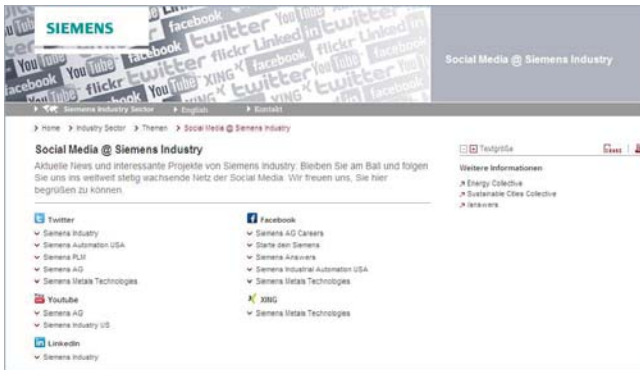 SIEMENS
Social Media @ Siemens Industry
Siemens Industry Sector English Kontakt
Home Industry Sector Themen Social Media @ Siemens Industry
Social Media @ Siemens Industry
Aktuelle News und interessante Projekte von Siemens Industry. Bleiben Sie am Ball und folgen
Sie uns ins weltweit stetig wachsende Netz der Social Media. Wir freuen uns, Sie hier
begrüßen zu können.
Textgröße
Weitere Informationen
Energy Collective
Sustainable Cities Collective
/answers
Twitter
Siemens Industry
Siemens Automation USA
Siemens PLM
Siemens AG
Siemens Metals Technologies
Facebook
Siemens AG Careers
Starte dein Siemens
Siemens Answers
Siemens Industrial Automation USA
Siemens Metals Technologies
Youtube
Siemens AG
Siemens Industry US
XING
Siemens Metals Technologies
LinkedIn
Siemens Industry